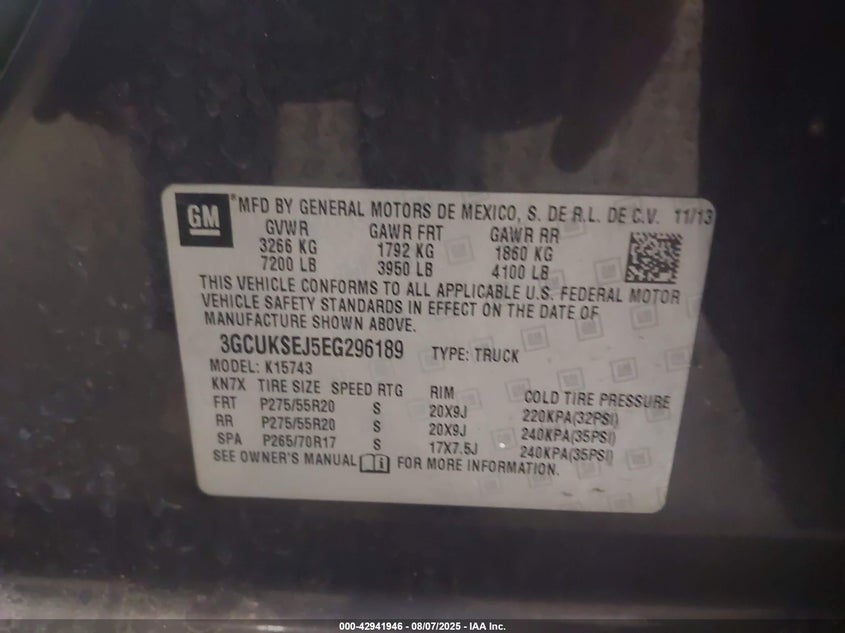 GM ® MFD BY GENERAL MOTORS DE MEXICO, S. DE R.L. DE C.V. 11/13
GVWR GAWR FRT GAWR RR
3266 KG 1792 KG 1860 KG
7200 LB 3950 LB 4100 LB
THIS VEHICLE CONFORMS TO ALL APPLICABLE U.S. FEDERAL MOTOR
VEHICLE SAFETY STANDARDS IN EFFECT ON THE DATE OF
MANUFACTURE SHOWN ABOVE.
3GCUKSEJ5EG296189 TYPE: TRUCK
MODEL: K15743
KN7X TIRE SIZE SPEED RTG RIM COLD TIRE PRESSURE
FRT P275/55R20 S 20X9J 220KPA(32PSI)
RR P275/55R20 S 20X9J 240KPA(35PSI)
SPA P265/70R17 S 17X7.5J 240KPA(35PSI)
SEE OWNER'S MANUAL FOR MORE INFORMATION.
000-42941946 - 08/07/2025 - IAA Inc.